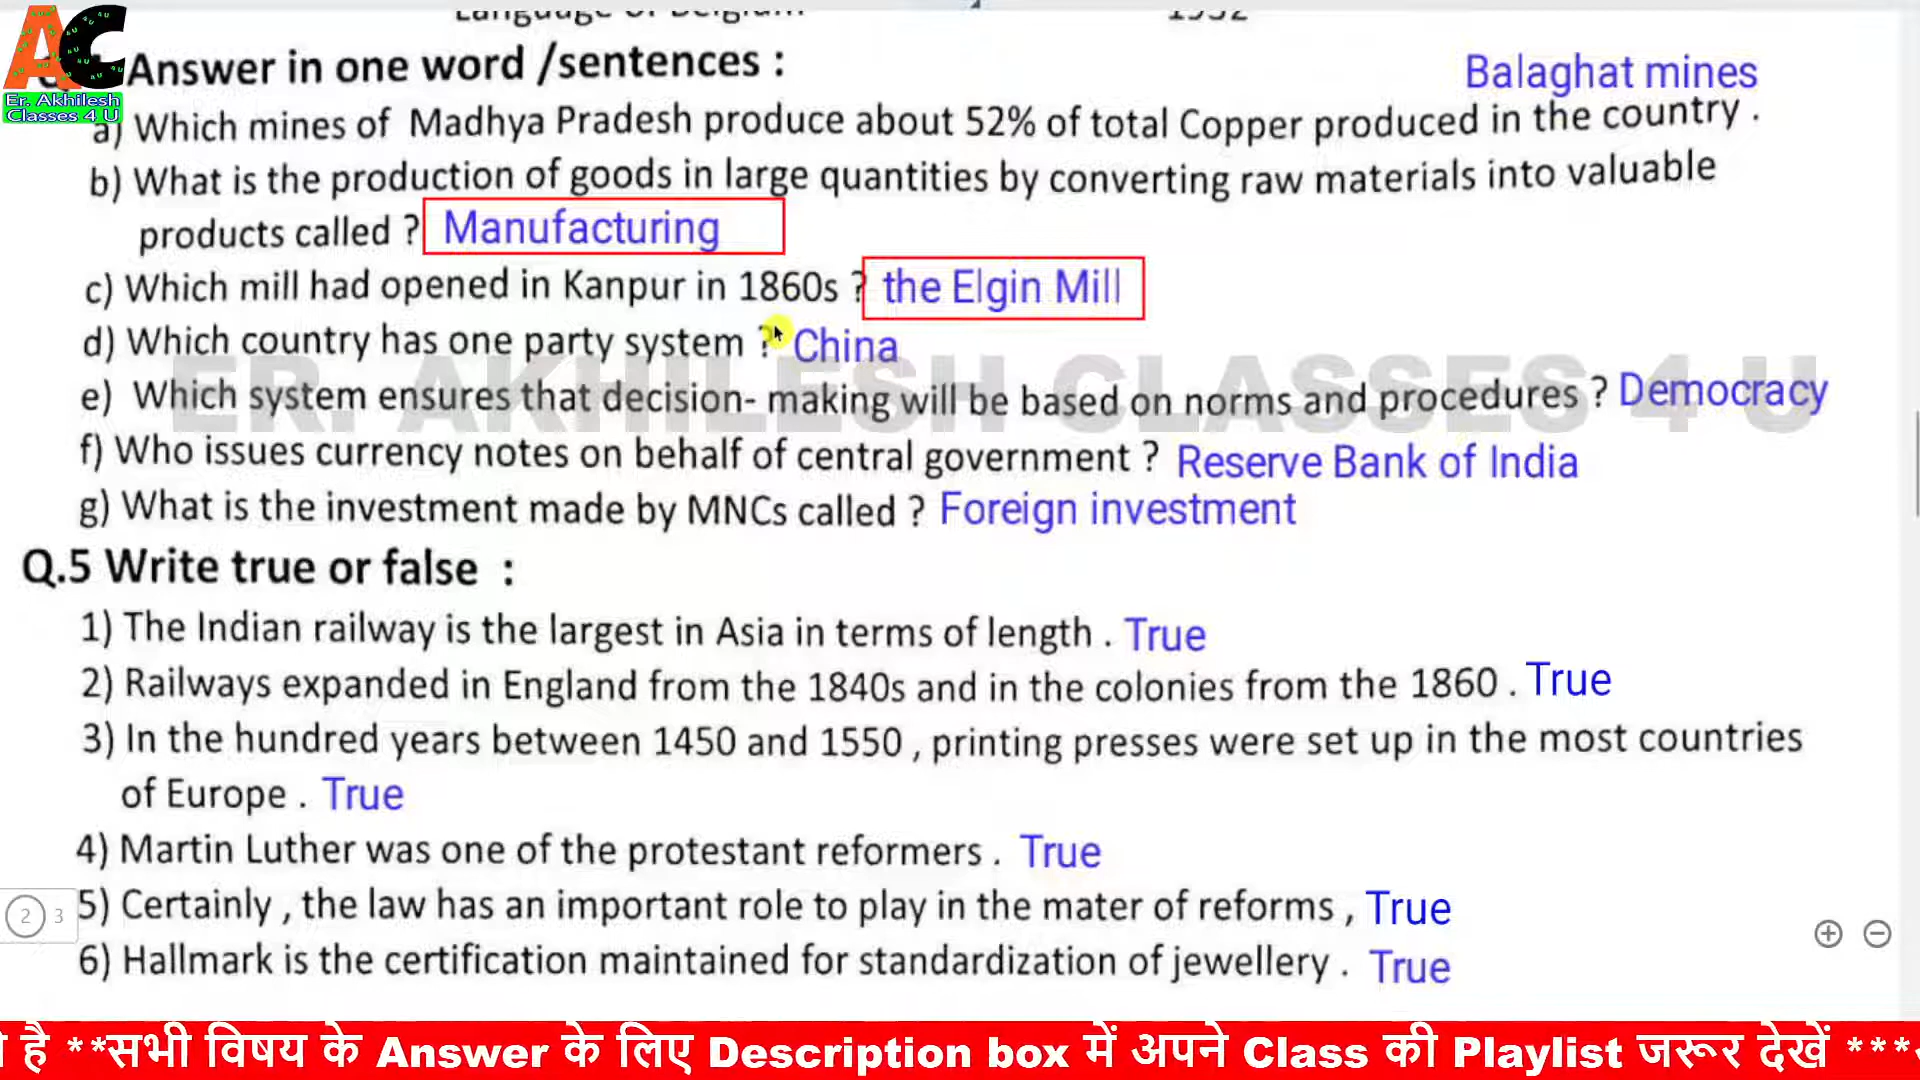 Language of Belgium 1992
Answer in one word /sentences :
Balaghat mines
Er. Akhilesh
Classes 4 U
a) Which mines of Madhya Pradesh produce about 52% of total Copper produced in the country .
b) What is the production of goods in large quantities by converting raw materials into valuable
products called ? Manufacturing
c) Which mill had opened in Kanpur in 1860s ? the Elgin Mill
d) Which country has one party system ? China
ER. AKHILESH CLASSES 4 U
e) Which system ensures that decision- making will be based on norms and procedures ? Democracy
f) Who issues currency notes on behalf of central government ? Reserve Bank of India
g) What is the investment made by MNCs called ? Foreign investment
Q.5 Write true or false :
1) The Indian railway is the largest in Asia in terms of length . True
2) Railways expanded in England from the 1840s and in the colonies from the 1860 . True
3) In the hundred years between 1450 and 1550 , printing presses were set up in the most countries
of Europe . True
4) Martin Luther was one of the protestant reformers . True
2 3
5) Certainly , the law has an important role to play in the mater of reforms , True
6) Hallmark is the certification maintained for standardization of jewellery . True
है **सभी विषय के Answer के लिए Description box में अपने Class की Playlist जरूर देखें ***